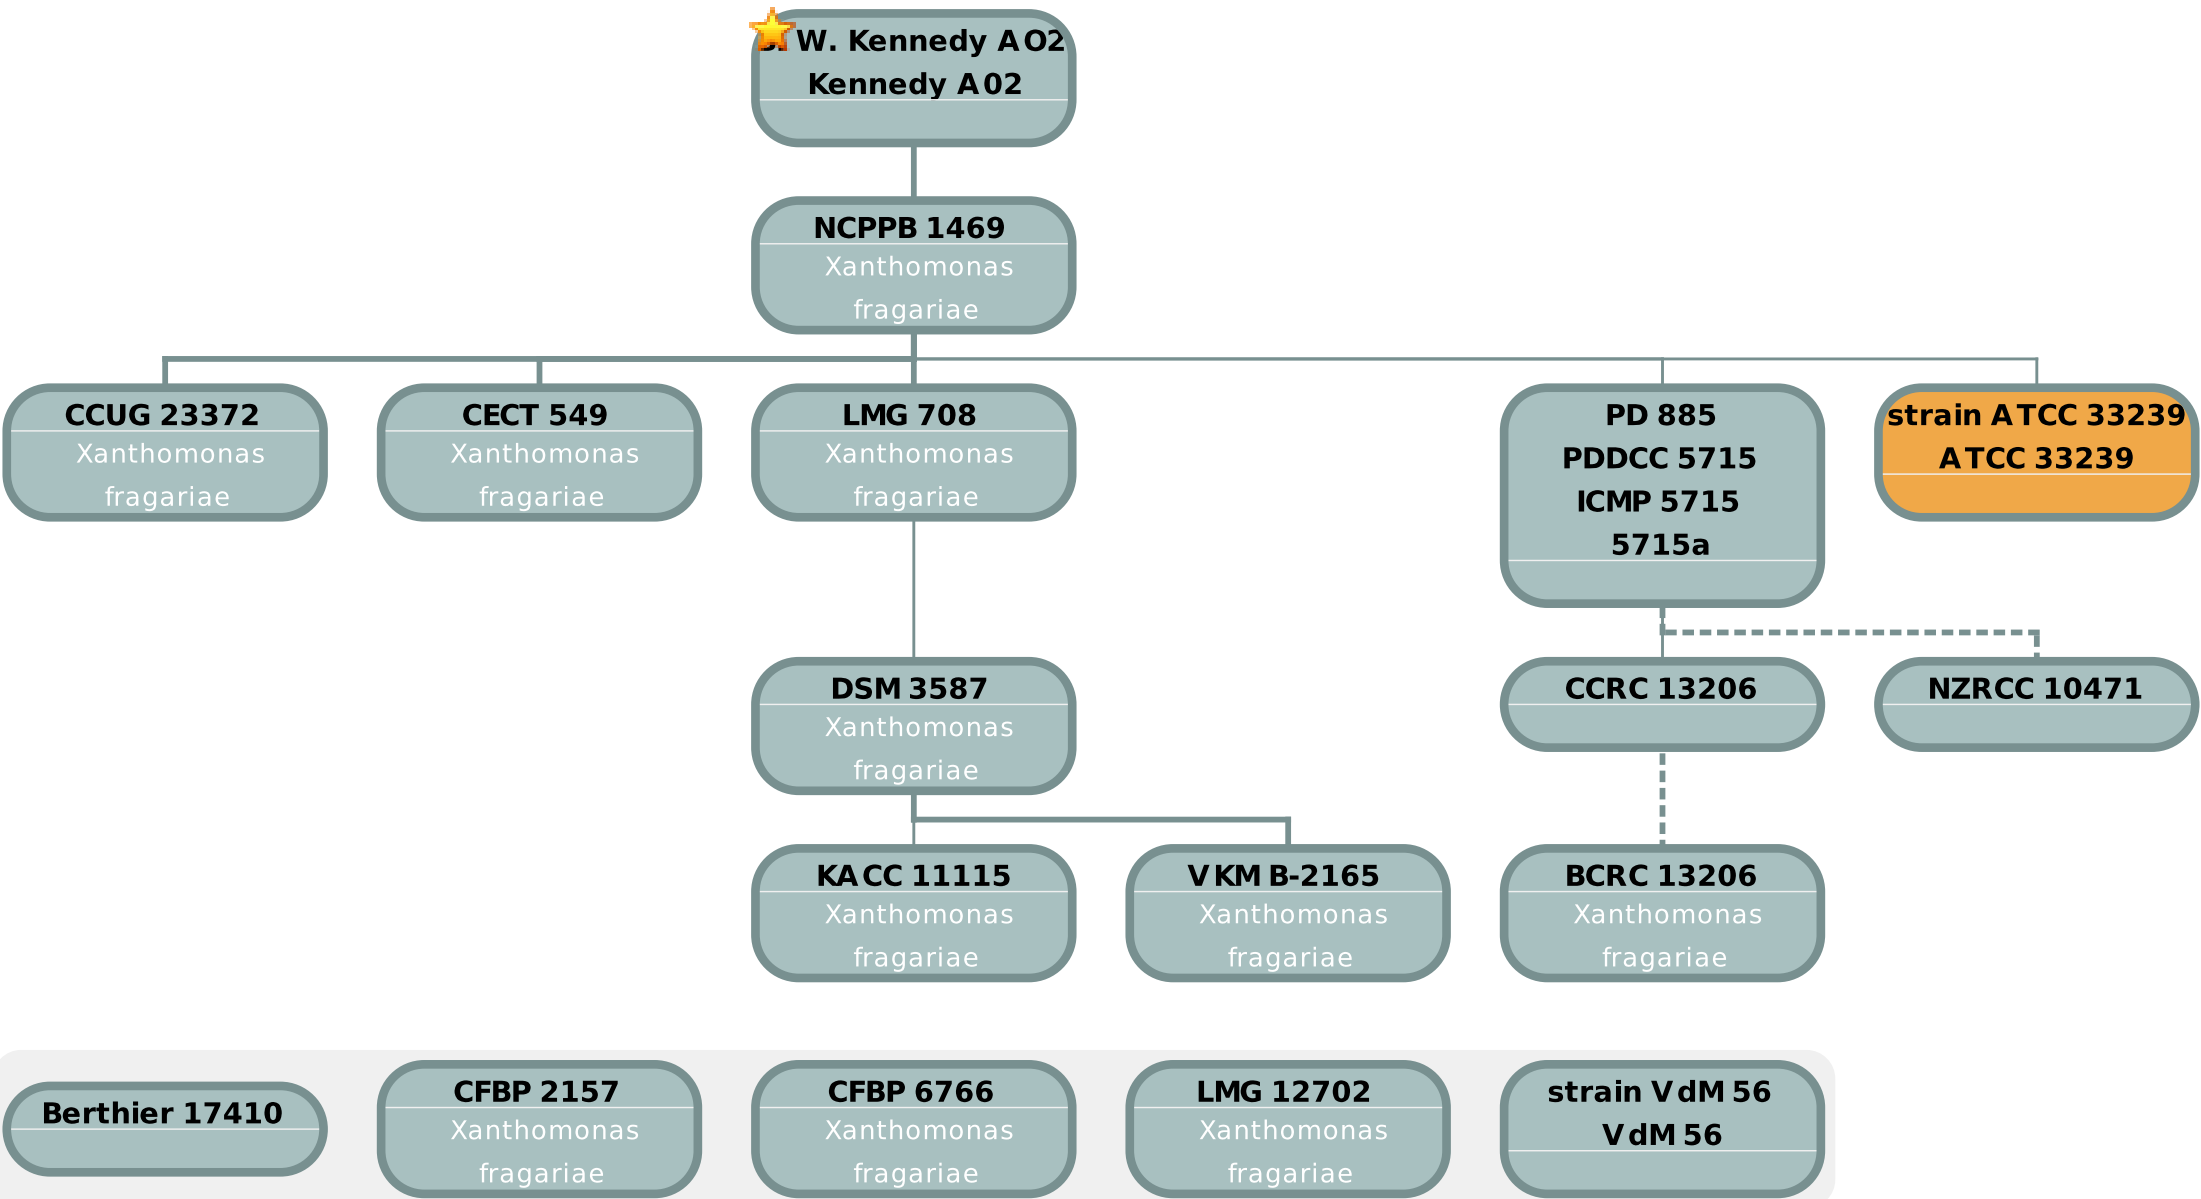 W. Kennedy AO2
Kennedy A02
NCPPB 1469
Xanthomonas
fragariae
CCUG 23372
Xanthomonas
fragariae
CECT 549
Xanthomonas
fragariae
LMG 708
Xanthomonas
fragariae
PD 885
PDDCC 5715
ICMP 5715
5715a
strain ATCC 33239
ATCC 33239
DSM 3587
Xanthomonas
fragariae
CCRC 13206
NZRCC 10471
KACC 11115
Xanthomonas
fragariae
VKM B-2165
Xanthomonas
fragariae
BCRC 13206
Xanthomonas
fragariae
Berthier 17410
CFBP 2157
Xanthomonas
fragariae
CFBP 6766
Xanthomonas
fragariae
LMG 12702
Xanthomonas
fragariae
strain VdM 56
VdM 56